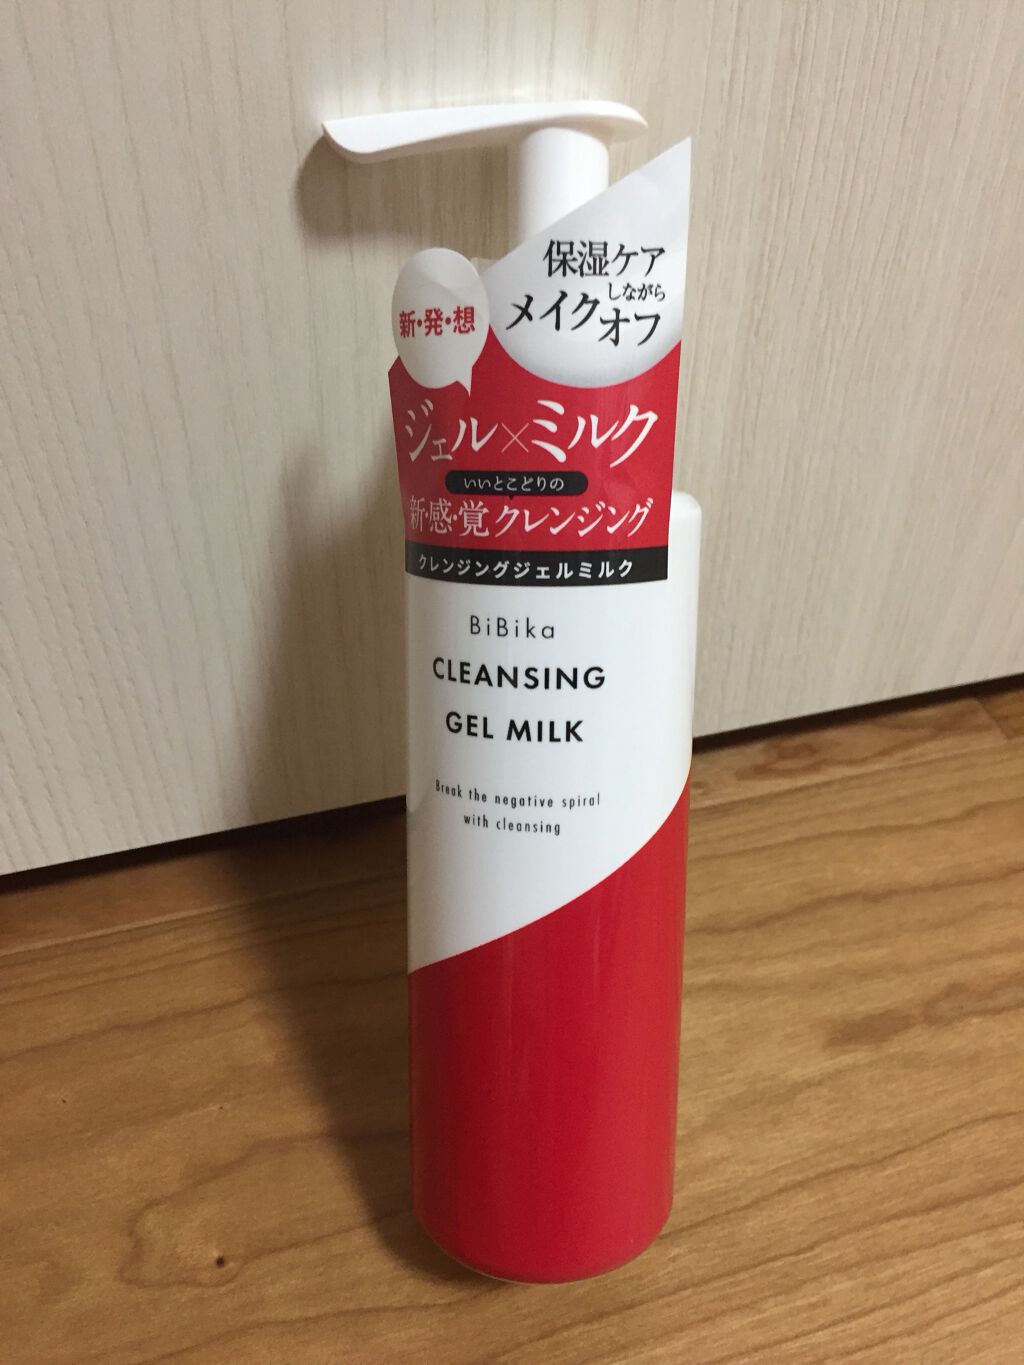 保湿ケア
しながら
メイクオフ
新・発・想
ジェル×ミルク
いいとこどりの
新・感・覚クレンジング
クレンジングジェルミルク
BiBika
CLEANSING
GEL MILK
Break the negative spiral
with cleansing